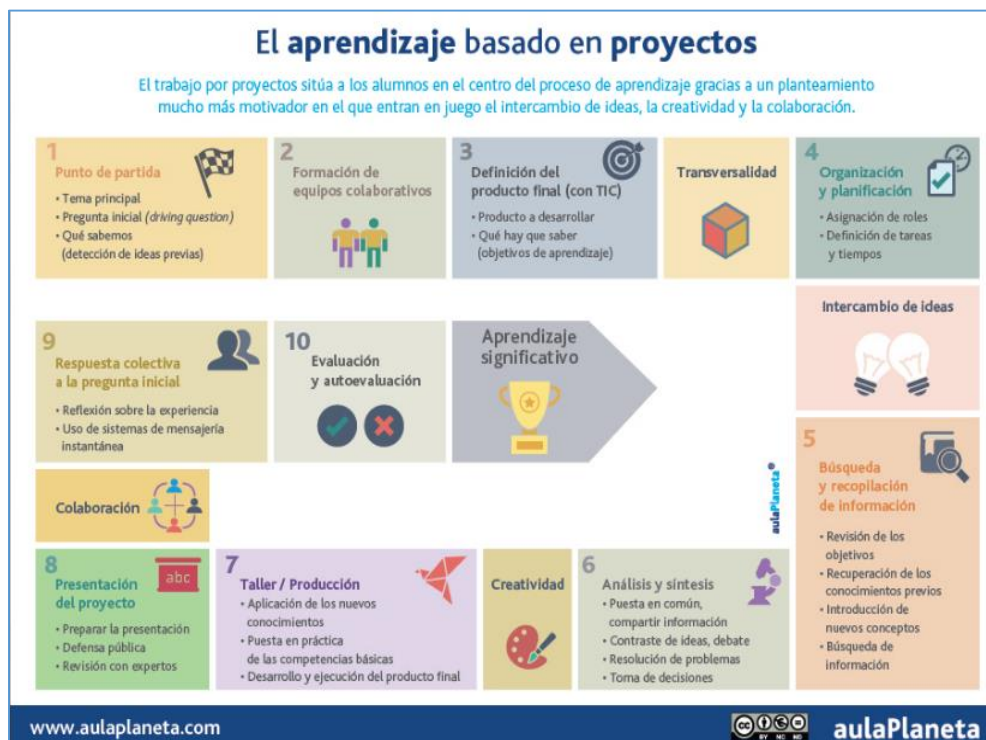 El aprendizaje basado en proyectos
El trabajo por proyectos sitúa a los alumnos en el centro del proceso de aprendizaje gracias a un planteamiento
mucho más motivador en el que entran en juego el intercambio de ideas, la creatividad y la colaboración.
1
Punto de partida
• Tema principal
• Pregunta inicial (driving question)
• Qué sabemos
(detección de ideas previas)
2
Formación de
equipos colaborativos
3
Definición del
producto final (con TIC)
• Producto a desarrollar
• Qué hay que saber
(objetivos de aprendizaje)
Transversalidad
4
Organización
y planificación
• Asignación de roles
• Definición de tareas
y tiempos
Intercambio de ideas
5
Búsqueda
y recopilación
de información
• Revisión de los
objetivos
• Recuperación de los
conocimientos previos
• Introducción de
nuevos conceptos
• Búsqueda de
información
6
Análisis y síntesis
• Puesta en común,
compartir información
• Contraste de ideas, debate
• Resolución de problemas
• Toma de decisiones
Creatividad
7
Taller / Producción
• Aplicación de los nuevos
conocimientos
• Puesta en práctica
de las competencias básicas
• Desarrollo y ejecución del producto final
8
Presentación
del proyecto
abc
• Preparar la presentación
• Defensa pública
• Revisión con expertos
Colaboración
9
Respuesta colectiva
a la pregunta inicial
• Reflexión sobre la experiencia
• Uso de sistemas de mensajería
instantánea
10
Evaluación
y autoevaluación
Aprendizaje
significativo
aulaPlaneta
www.aulaplaneta.com
cc
BY NC ND
aulaPlaneta